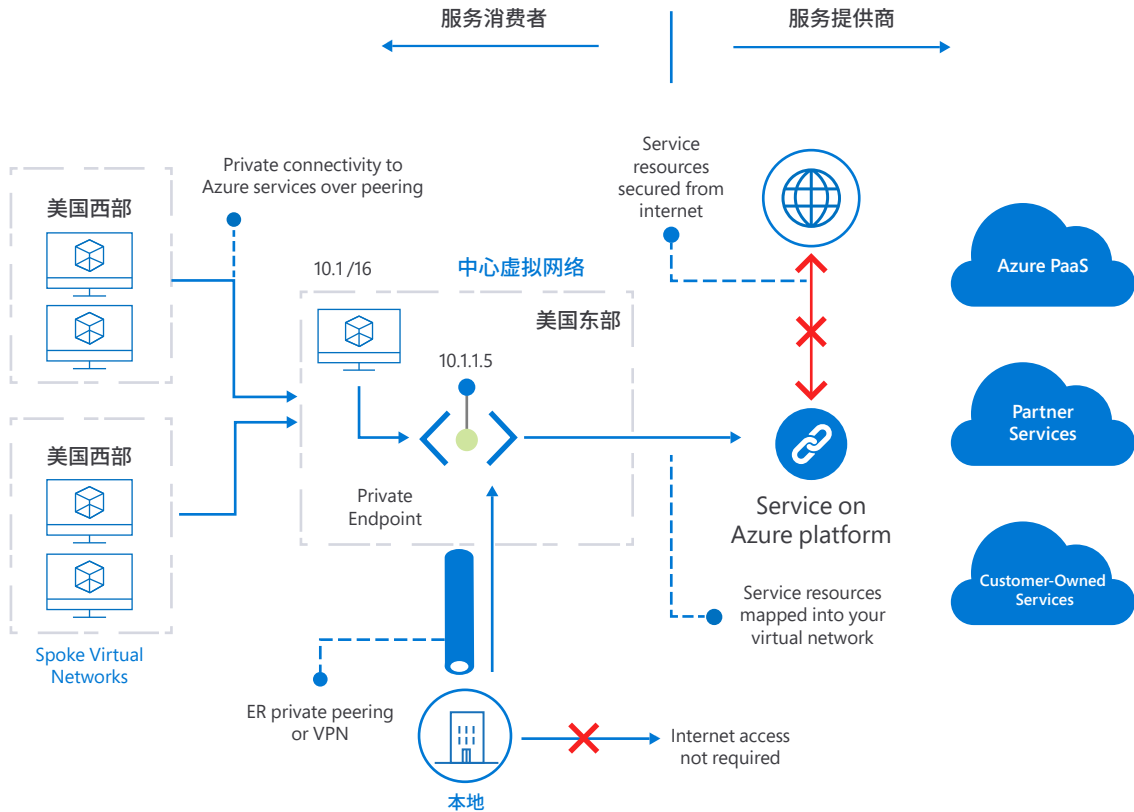 服务消费者
服务提供商
Service
resources
secured from
internet
Private connectivity to
Azure services over peering
美国西部
10.1 /16
中心虚拟网络
美国东部
10.1.1.5
Azure PaaS
Partner
Services
美国西部
Private
Endpoint
Service on
Azure platform
Customer-Owned
Services
Service resources
mapped into your
virtual network
Spoke Virtual
Networks
ER private peering
or VPN
Internet access
not required
本地